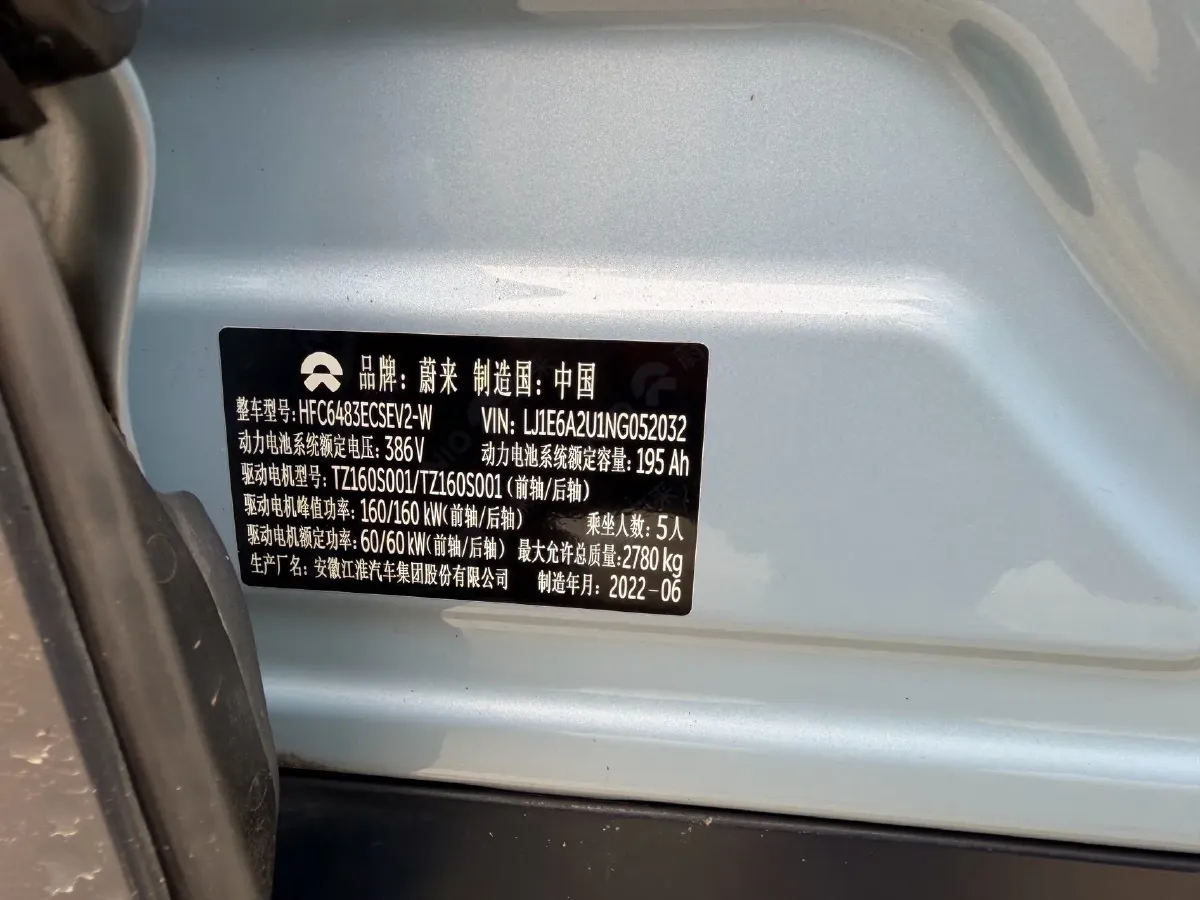 品牌：蔚来 制造国：中国
整车型号：HFC6483ECSEV2-W VIN：LJ1E6A2U1NG052032
动力电池系统额定电压：386V 动力电池系统额定容量：195 Ah
驱动电机型号：TZ160S001/TZ160S001（前轴/后轴）
驱动电机峰值功率：160/160 kW（前轴/后轴） 乘坐人数：5人
驱动电机额定功率：60/60 kW（前轴/后轴） 最大允许总质量：2780 kg
生产厂名：安徽江淮汽车集团股份有限公司 制造年月：2022-06